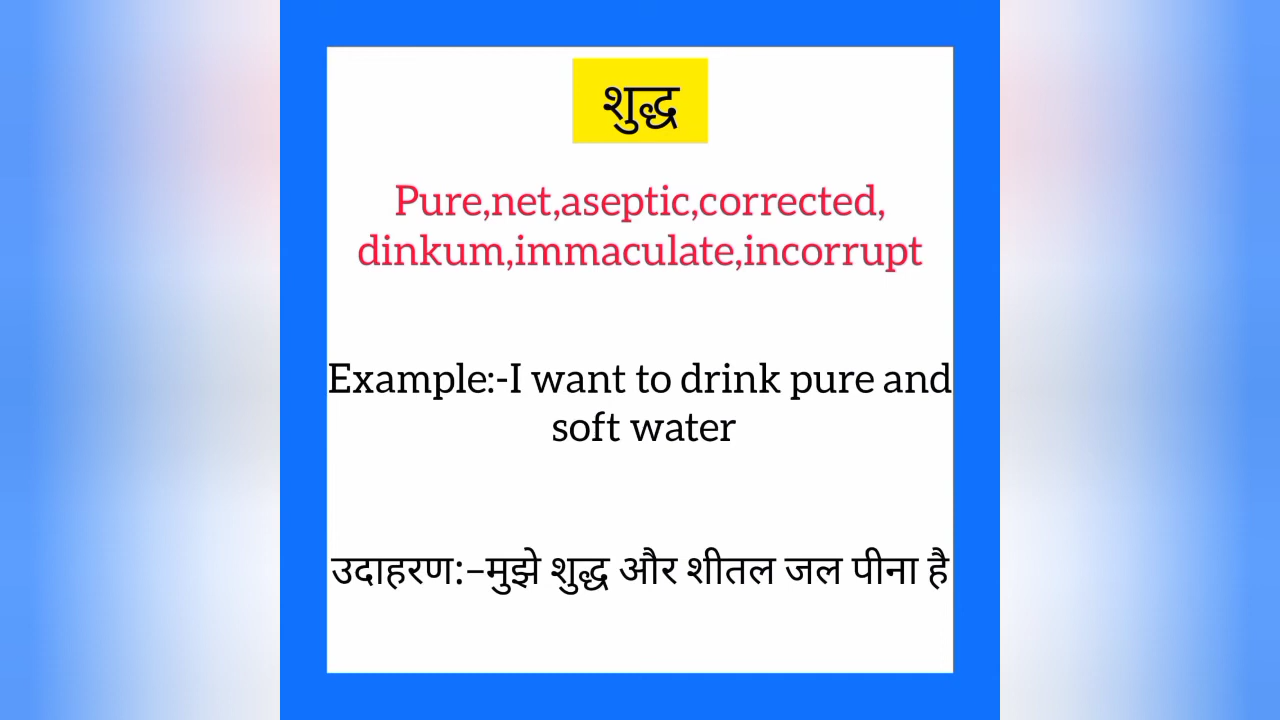 शुद्ध
Pure,net,aseptic,corrected,
dinkum,immaculate,incorrupt
Example:-I want to drink pure and
soft water
उदाहरण:–मुझे शुद्ध और शीतल जल पीना है